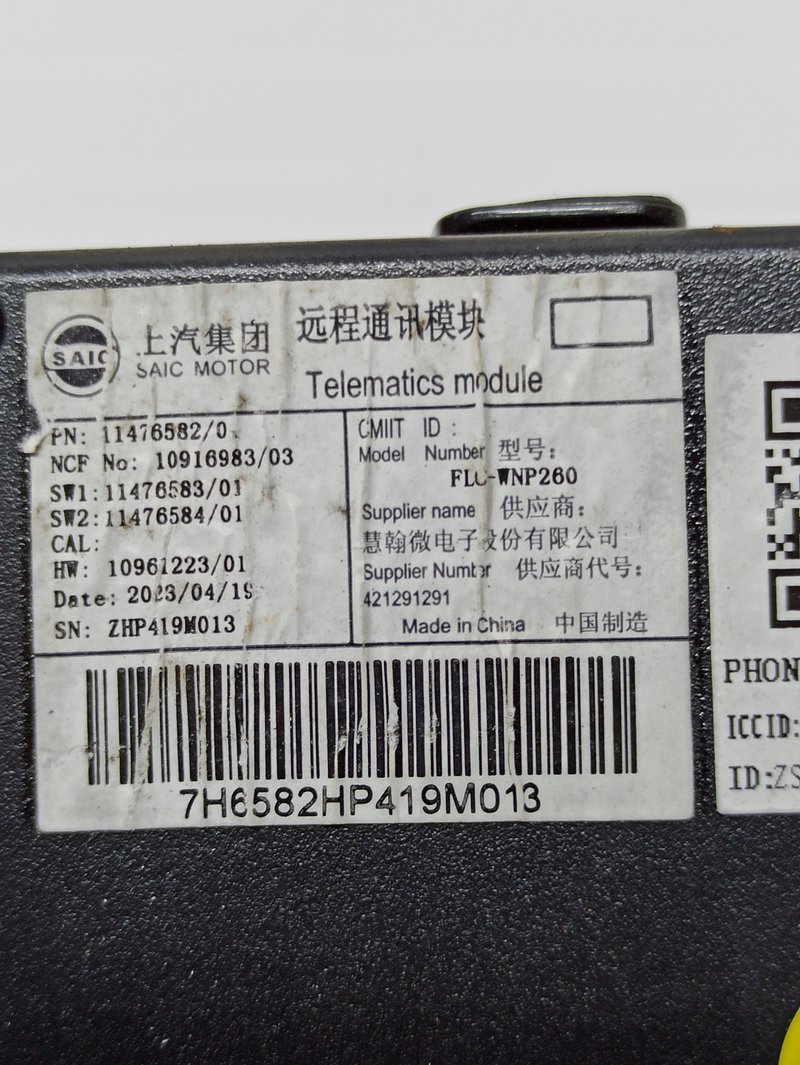 SAIC
上汽集团
SAIC MOTOR
远程通讯模块
Telematics module
PN: 11476582/0
NCF No: 10916983/03
SW1:11476583/01
SW2:11476584/01
CAL:
HW: 10961223/01
Date: 2023/04/19
SN: ZHP419M013
CMIIT ID:
Model Number 型号:
FLC-WNP260
Supplier name 供应商:
慧翰微电子股份有限公司
Supplier Number 供应商代号:
421291291
Made in China 中国制造
7H6582HP419M013
PHON
ICCID:
ID:ZS